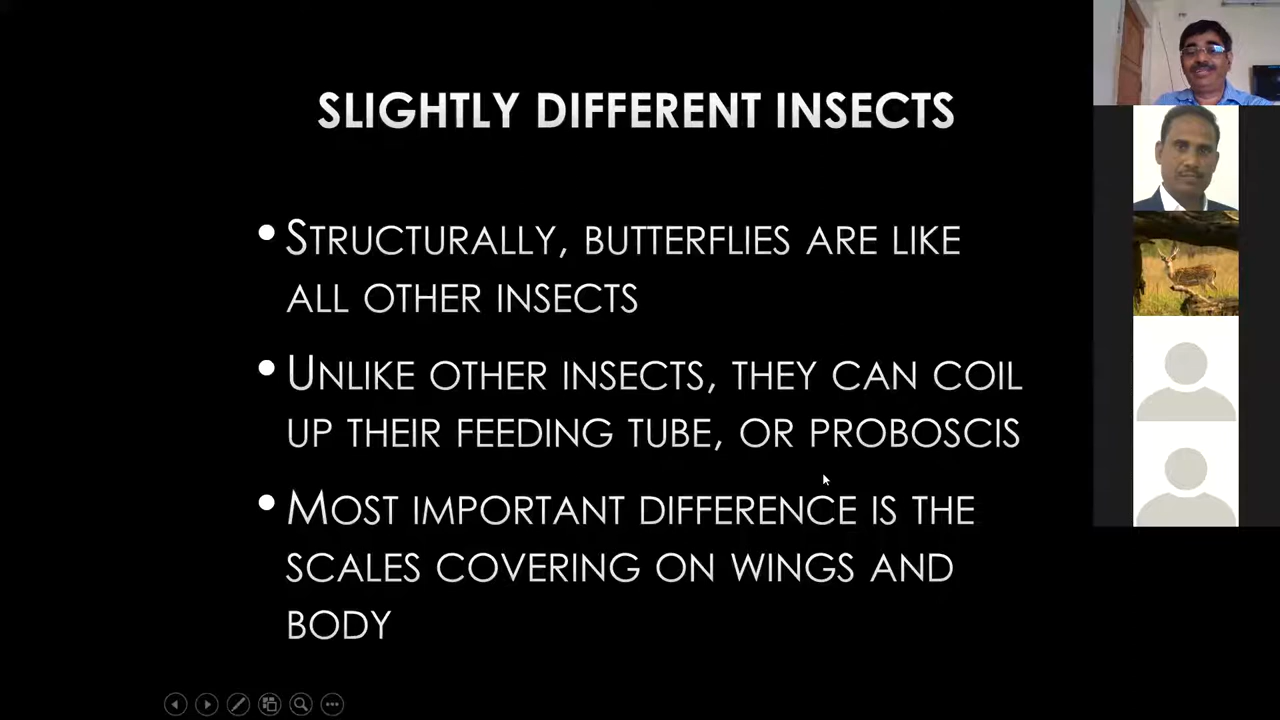 SLIGHTLY DIFFERENT INSECTS
• STRUCTURALLY, BUTTERFLIES ARE LIKE
ALL OTHER INSECTS
• UNLIKE OTHER INSECTS, THEY CAN COIL
UP THEIR FEEDING TUBE, OR PROBOSCIS
• MOST IMPORTANT DIFFERENCE IS THE
SCALES COVERING ON WINGS AND
BODY